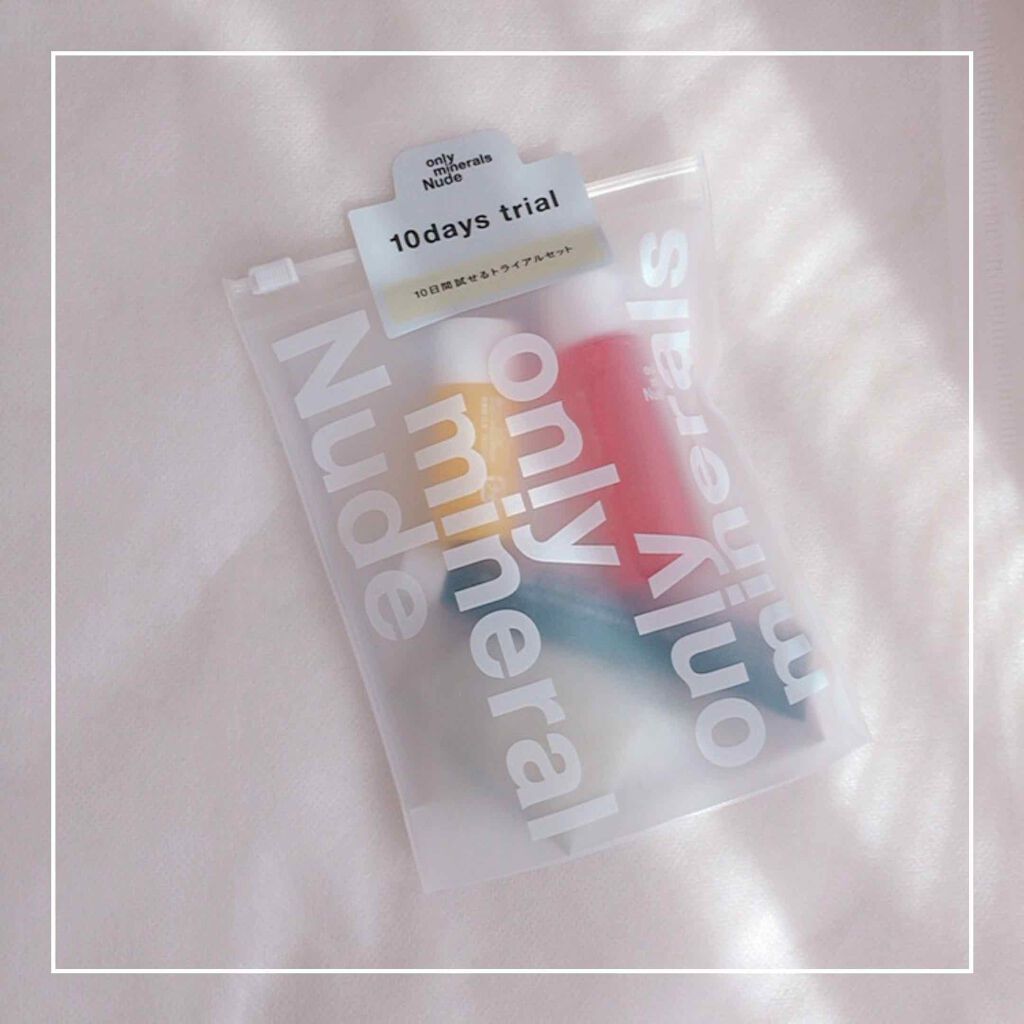 only
minerals
Nude
10days trial
10日間試せるトライアルセット
Nude
only
mineral
only
minerals